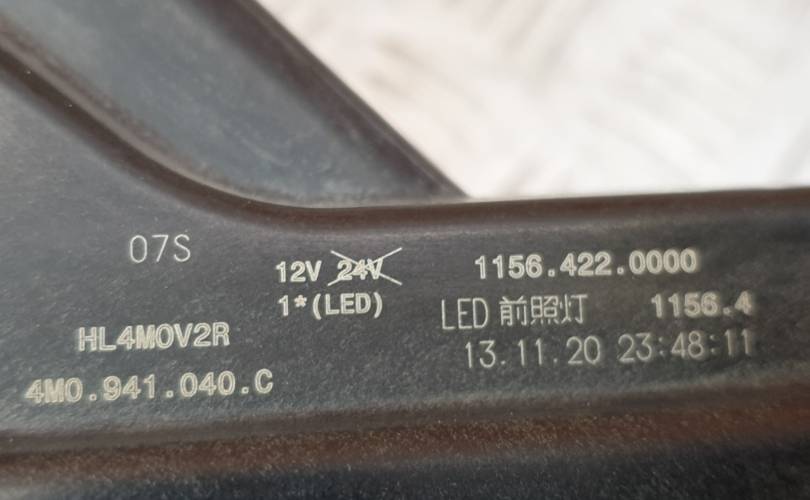 07S
12V 24V
1*(LED)
1156.422.0000
LED 前照灯 1156.4
13.11.20 23:48:11
HL4M0V2R
4M0.941.040.C